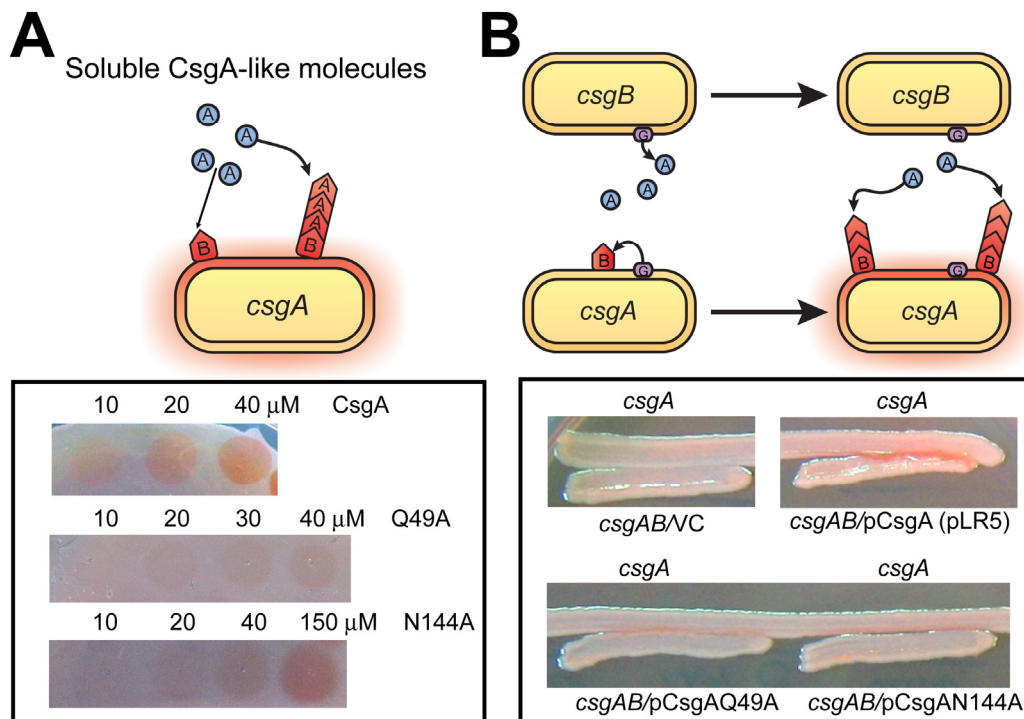 A
Soluble CsgA-like molecules
A
A
A
A
A
A
A
B
B
csgA
10 20 40 μM CsgA
10 20 30 40 μM Q49A
10 20 40 150 μM N144A
B
csgB
csgB
G
G
A
A
A
A
A
B
G
B
G
B
csgA
csgA
csgA
csgA
csgAB/VC
csgAB/pCsgA (pLR5)
csgA
csgA
csgAB/pCsgAQ49A
csgAB/pCsgAN144A